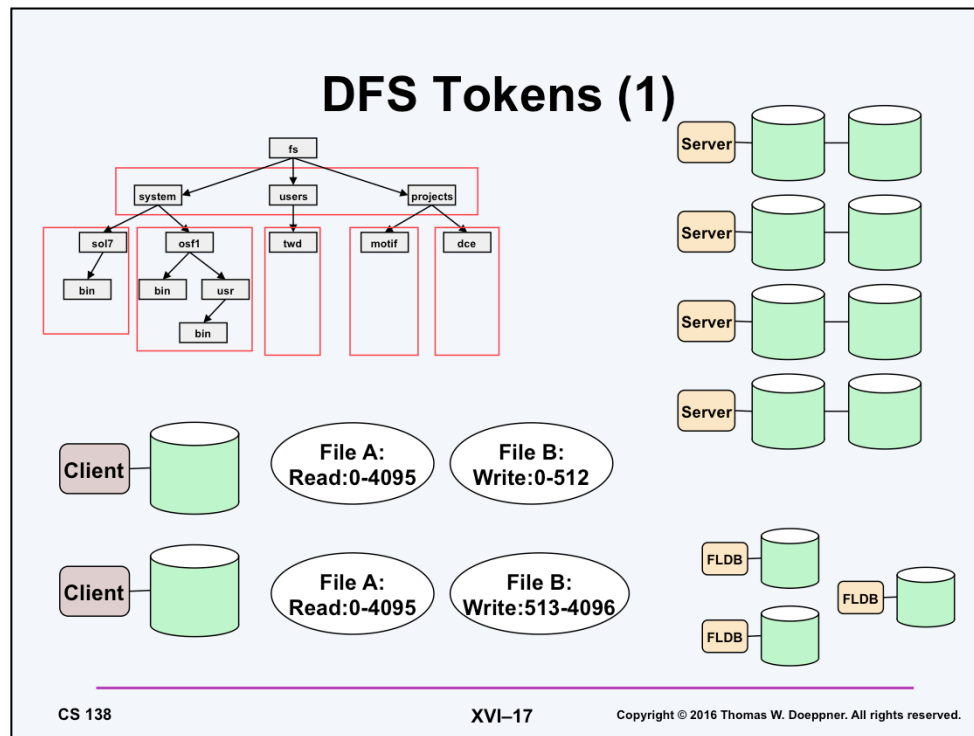 DFS Tokens (1)
fs
system
users
projects
sol7
osf1
twd
motif
dce
bin
bin
usr
bin
Server
Server
Server
Server
Client
File A:
Read:0-4095
File B:
Write:0-512
Client
File A:
Read:0-4095
File B:
Write:513-4096
FLDB
FLDB
FLDB
CS 138
XVI–17
Copyright © 2016 Thomas W. Doeppner. All rights reserved.